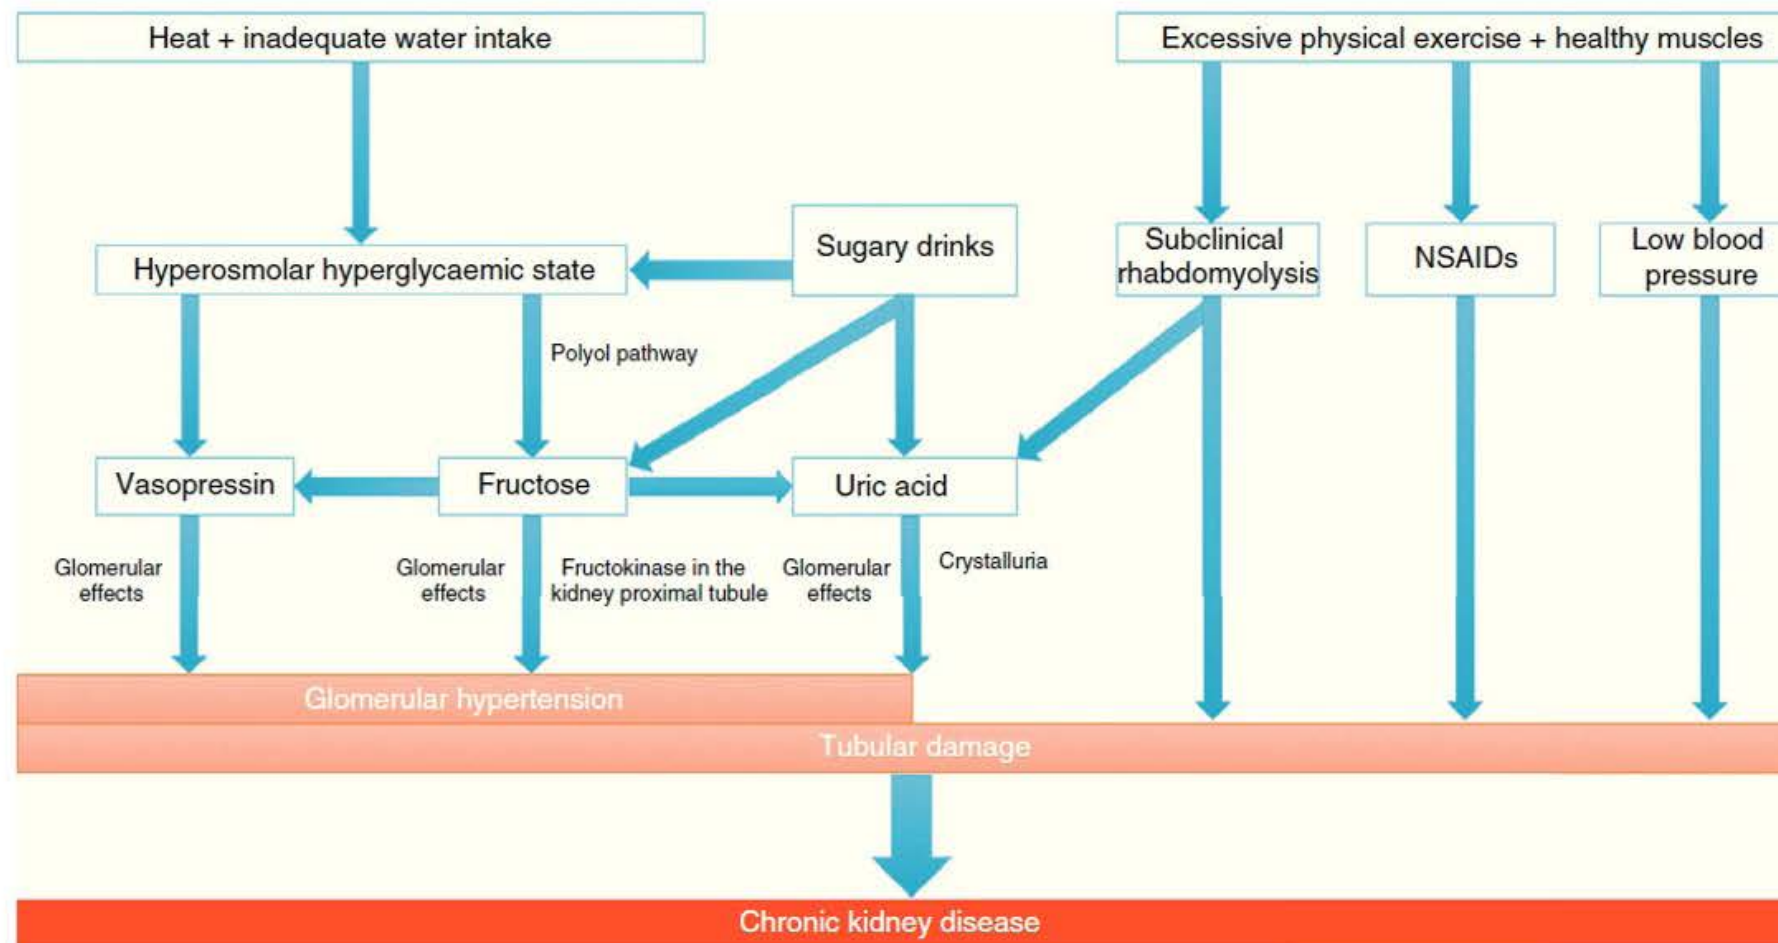 Heat + inadequate water intake
Excessive physical exercise + healthy muscles
Sugary drinks
Subclinical
rhabdomyolysis
NSAIDs
Low blood
pressure
Hyperosmolar hyperglycaemic state
Polyol pathway
Vasopressin
Fructose
Uric acid
Glomerular
effects
Glomerular
effects
Fructokinase in the
kidney proximal tubule
Glomerular
effects
Crystalluria
Glomerular hypertension
Tubular damage
Chronic kidney disease